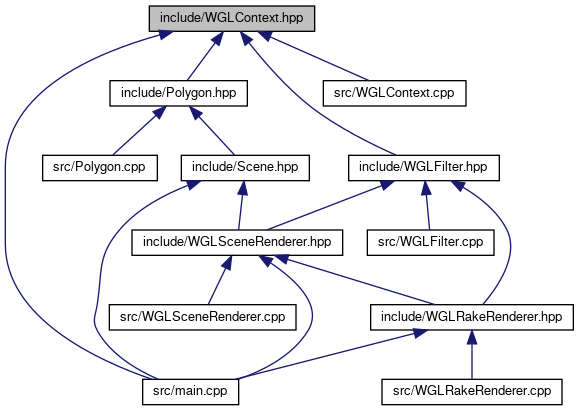 include/WGLContext.hpp
include/Polygon.hpp
src/WGLContext.cpp
src/Polygon.cpp
include/Scene.hpp
include/WGLFilter.hpp
include/WGLSceneRenderer.hpp
src/WGLFilter.cpp
src/WGLSceneRenderer.cpp
include/WGLRakeRenderer.hpp
src/main.cpp
src/WGLRakeRenderer.cpp